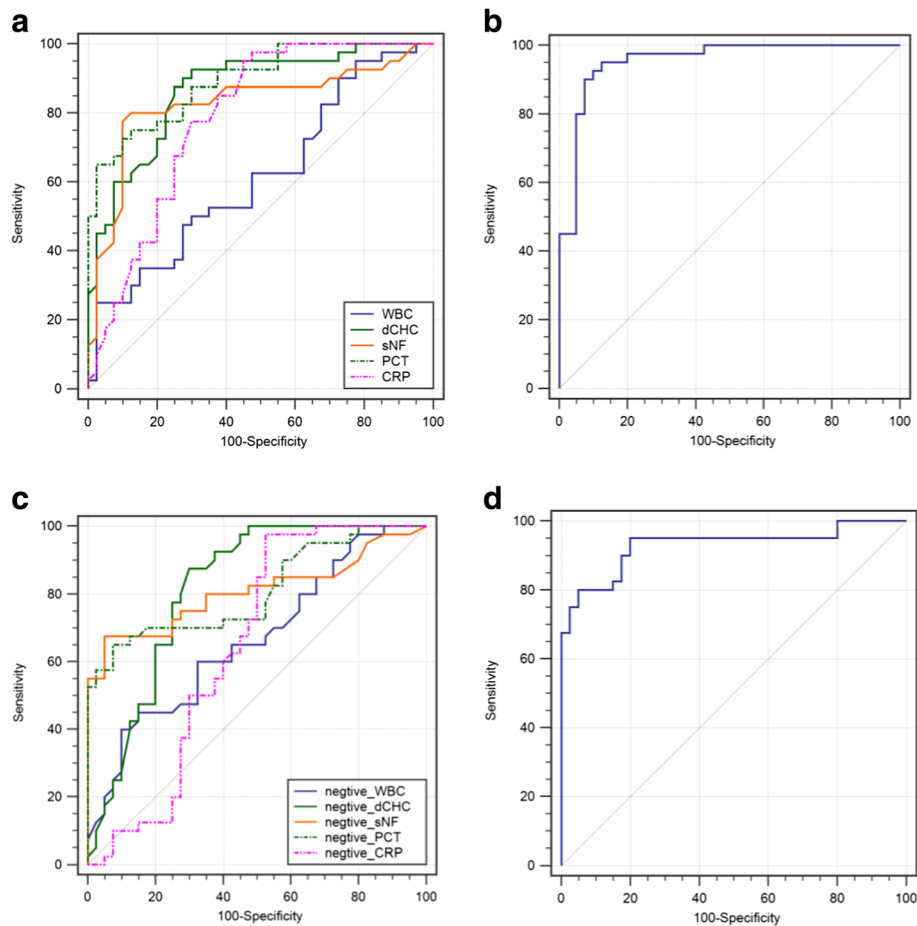 a
100
80
60
40
20
0
Sensitivity
WBC
dCHC
sNF
PCT
CRP
0 20 40 60 80 100
100-Specificity
b
100
80
60
40
20
0
Sensitivity
0 20 40 60 80 100
100-Specificity
c
100
80
60
40
20
0
Sensitivity
negtive_WBC
negtive_dCHC
negtive_sNF
negtive_PCT
negtive_CRP
0 20 40 60 80 100
100-Specificity
d
100
80
60
40
20
0
Sensitivity
0 20 40 60 80 100
100-Specificity